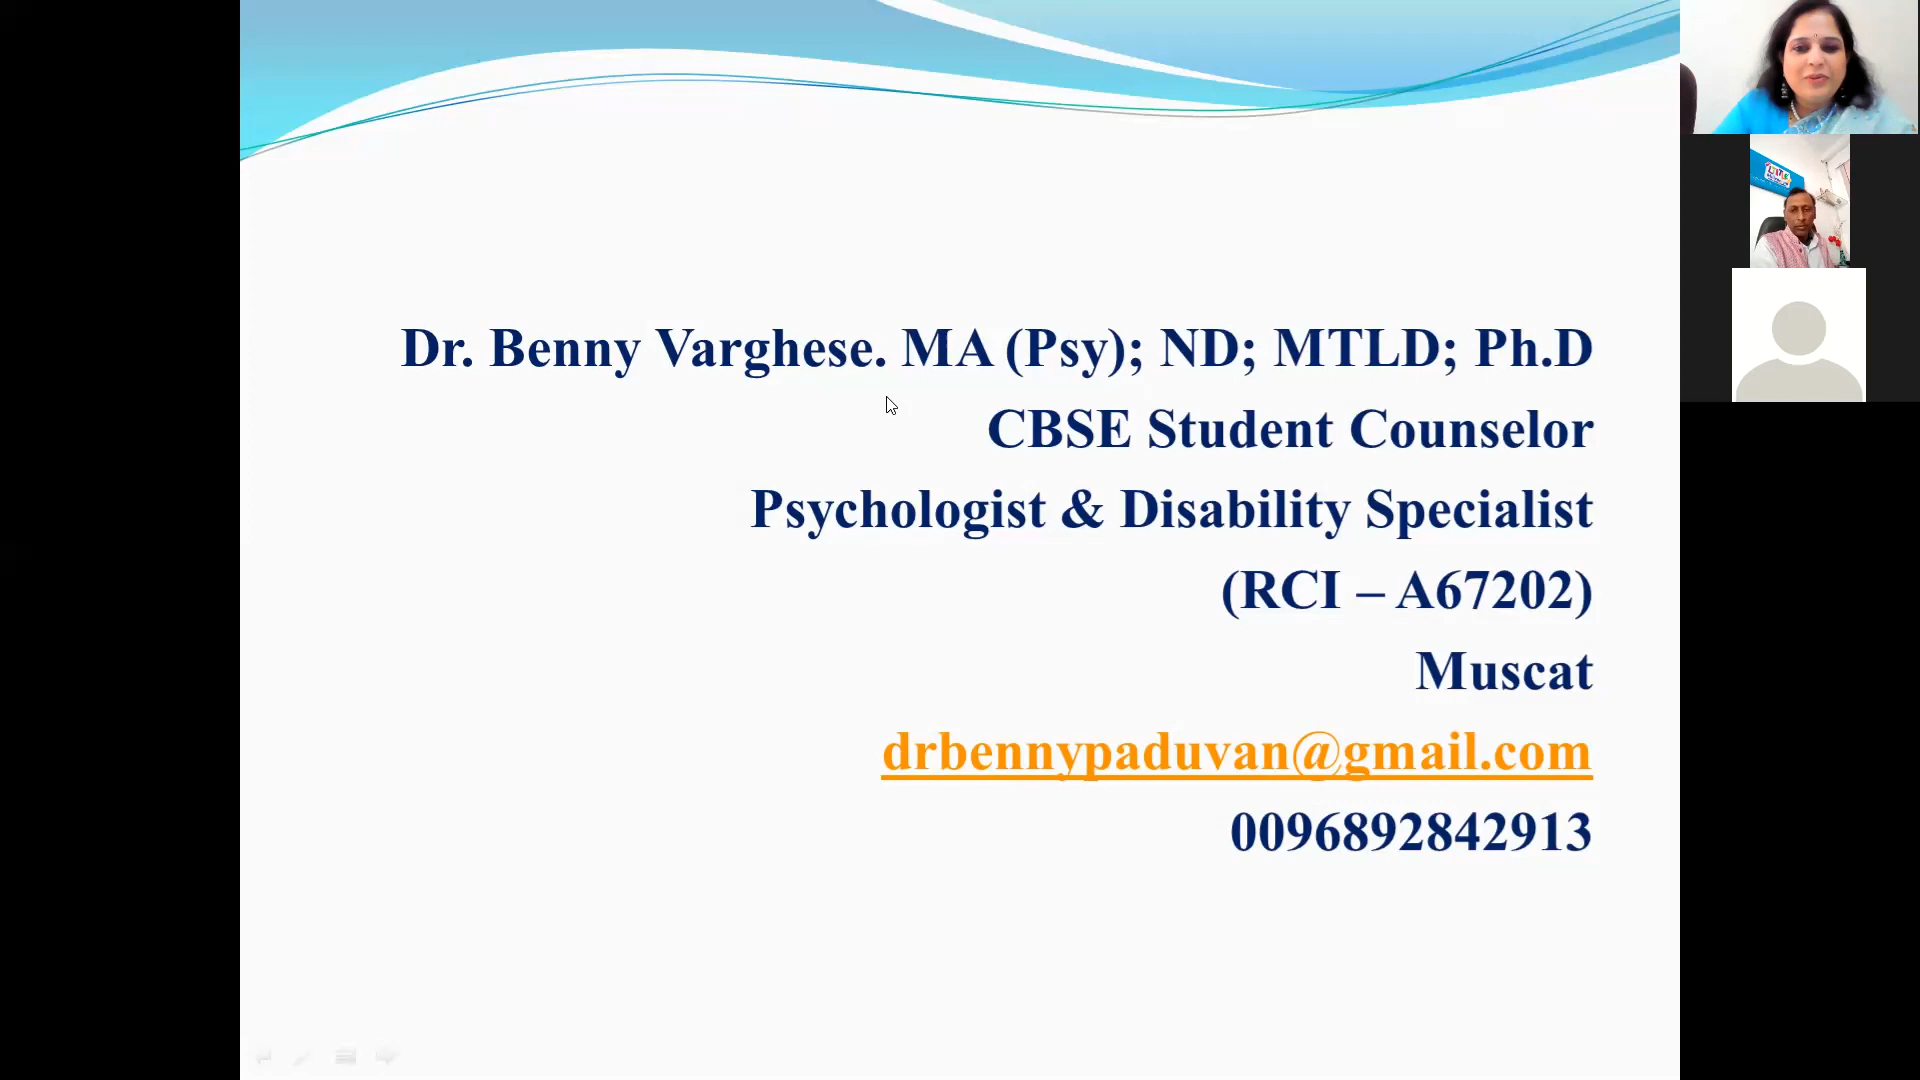 Dr. Benny Varghese. MA (Psy); ND; MTLD; Ph.D
CBSE Student Counselor
Psychologist & Disability Specialist
(RCI – A67202)
Muscat
drbennypaduvan@gmail.com
0096892842913